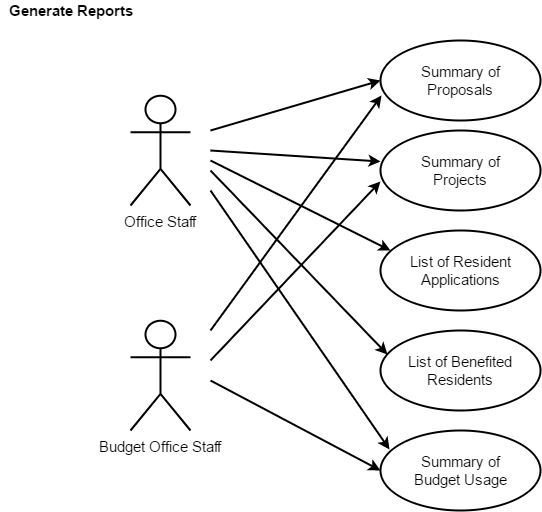 Generate Reports
Summary of
Proposals
Summary of
Projects
Office Staff
List of Resident
Applications
List of Benefited
Residents
Budget Office Staff
Summary of
Budget Usage